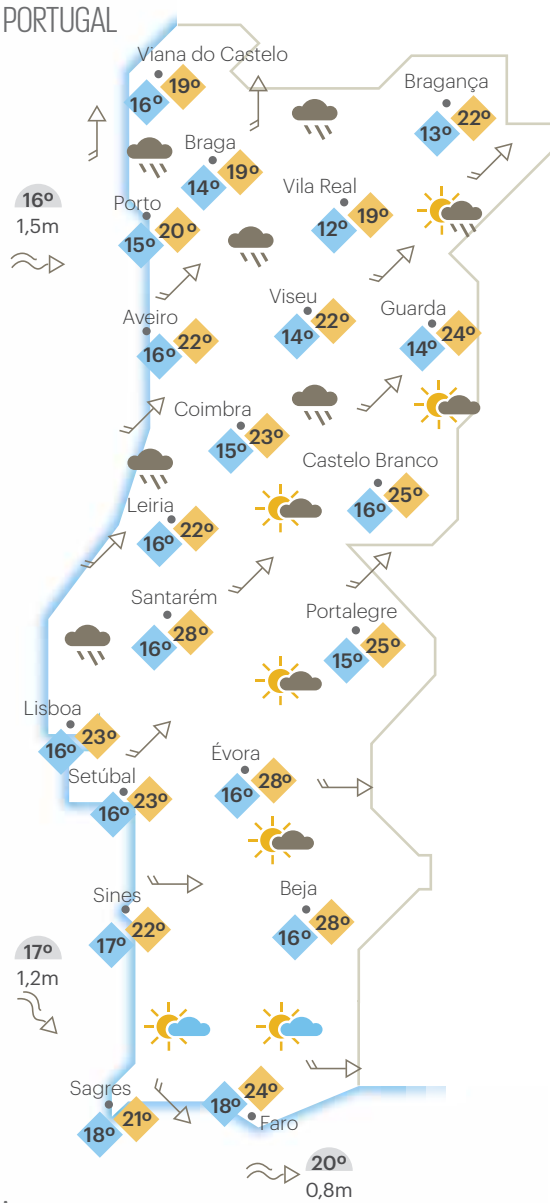 PORTUGAL
Viana do Castelo
16º 19º
Bragança
13º 22º
Braga
14º 19º
Vila Real
12º 19º
16º
1,5m
Porto
15º 20º
Viseu
14º 22º
Guarda
14º 24º
Aveiro
16º 22º
Coimbra
15º 23º
Castelo Branco
16º 25º
Leiria
16º 22º
Santarém
16º 28º
Portalegre
15º 25º
Lisboa
16º 23º
Setúbal
16º 23º
Évora
16º 28º
Sines
17º 22º
Beja
16º 28º
17º
1,2m
Sagres
18º 21º
18º 24º
Faro
20º
0,8m